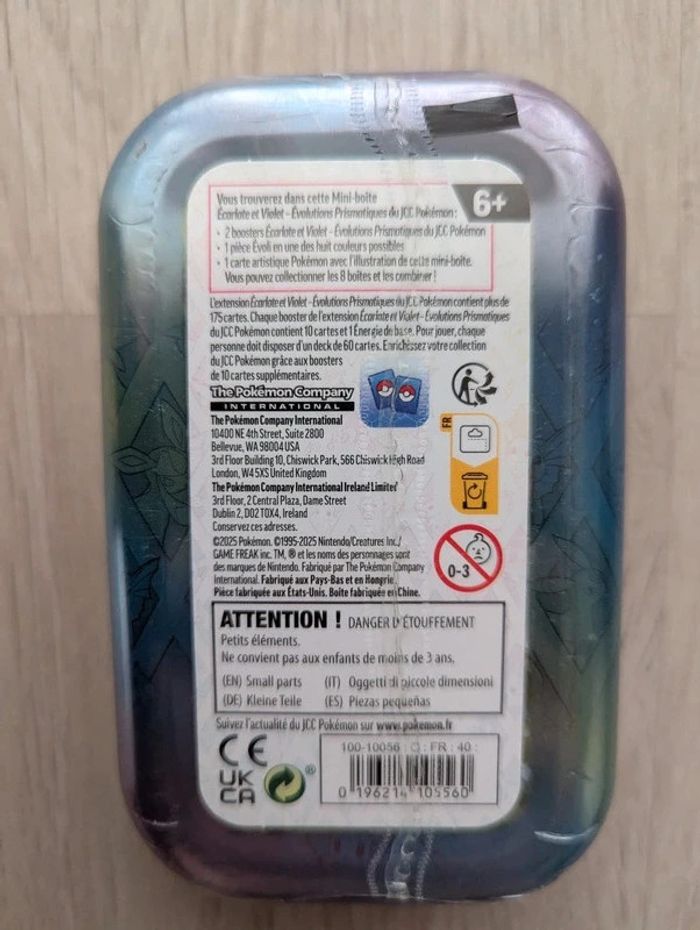 Vous trouverez dans cette Mini-boîte
Écarlate et Violet – Évolutions Prismatiques du JCC Pokémon :
6+
• 2 boosters Écarlate et Violet – Évolutions Prismatiques du JCC Pokémon
• 1 pièce Évoli en une des huit couleurs possibles
• 1 carte artistique Pokémon avec l'illustration de cette mini-boîte.
Vous pouvez collectionner les 8 boîtes et les combiner !
L'extension Écarlate et Violet – Évolutions Prismatiques du JCC Pokémon contient plus de
175 cartes. Chaque booster de l'extension Écarlate et Violet – Évolutions Prismatiques
du JCC Pokémon contient 10 cartes et 1 Énergie de base. Pour jouer, chaque
personne doit disposer d'un deck de 60 cartes. Enrichissez votre collection
du JCC Pokémon grâce aux boosters
de 10 cartes supplémentaires.
The Pokémon Company
INTERNATIONAL
The Pokémon Company International
10400 NE 4th Street, Suite 2800
Bellevue, WA 98004 USA
3rd Floor Building 10, Chiswick Park, 566 Chiswick High Road
London, W4 5XS United Kingdom
The Pokémon Company International Ireland Limited
3rd Floor, 2 Central Plaza, Dame Street
Dublin 2, D02 T0X4, Ireland
Conservez ces adresses.
FR
©2025 Pokémon. ©1995-2025 Nintendo/Creatures Inc./
GAME FREAK inc. TM, ® et les noms des personnages sont
des marques de Nintendo. Fabriqué par The Pokémon Company
International. Fabriqué aux Pays-Bas et en Hongrie.
Pièce fabriquée aux États-Unis. Boîte fabriquée en Chine.
0-3
ATTENTION ! DANGER D'ÉTOUFFEMENT
Petits éléments.
Ne convient pas aux enfants de moins de 3 ans.
(EN) Small parts (IT) Oggetti di piccole dimensioni
(DE) Kleine Teile (ES) Piezas pequeñas
Suivez l'actualité du JCC Pokémon sur www.pokemon.fr
CE
UK
CA
®
100-10056 : C : FR : 40 :
0 196214 105560